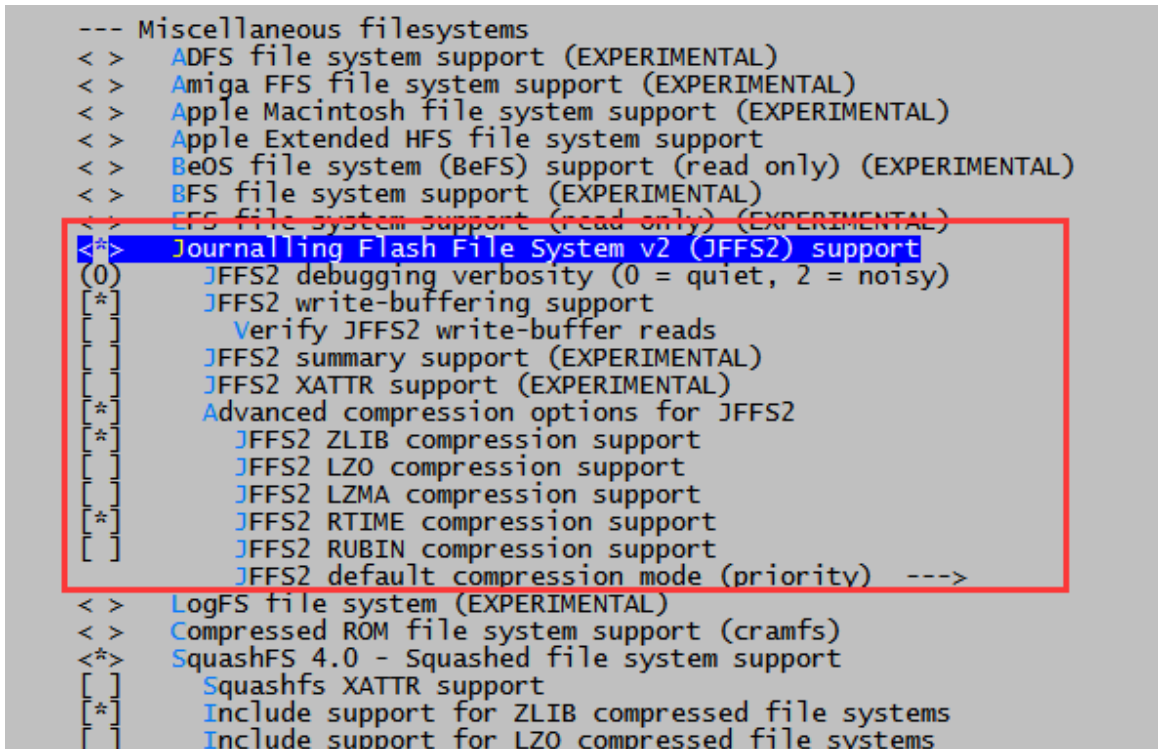 --- Miscellaneous filesystems
< >   ADFS file system support (EXPERIMENTAL)
< >   Amiga FFS file system support (EXPERIMENTAL)
< >   Apple Macintosh file system support (EXPERIMENTAL)
< >   Apple Extended HFS file system support
< >   BeOS file system (BeFS) support (read only) (EXPERIMENTAL)
< >   BFS file system support (EXPERIMENTAL)
< >   EFS file system support (read only) (EXPERIMENTAL)
<*>   Journalling Flash File System v2 (JFFS2) support
(0)     JFFS2 debugging verbosity (0 = quiet, 2 = noisy)
[*]     JFFS2 write-buffering support
[ ]       Verify JFFS2 write-buffer reads
[ ]     JFFS2 summary support (EXPERIMENTAL)
[ ]     JFFS2 XATTR support (EXPERIMENTAL)
[*]     Advanced compression options for JFFS2
[*]       JFFS2 ZLIB compression support
[ ]       JFFS2 LZO compression support
[ ]       JFFS2 LZMA compression support
[*]       JFFS2 RTIME compression support
[ ]       JFFS2 RUBIN compression support
          JFFS2 default compression mode (priority)  --->
< >   LogFS file system (EXPERIMENTAL)
< >   Compressed ROM file system support (cramfs)
<*>   SquashFS 4.0 - Squashed file system support
[ ]     Squashfs XATTR support
[*]     Include support for ZLIB compressed file systems
[ ]     Include support for LZO compressed file systems